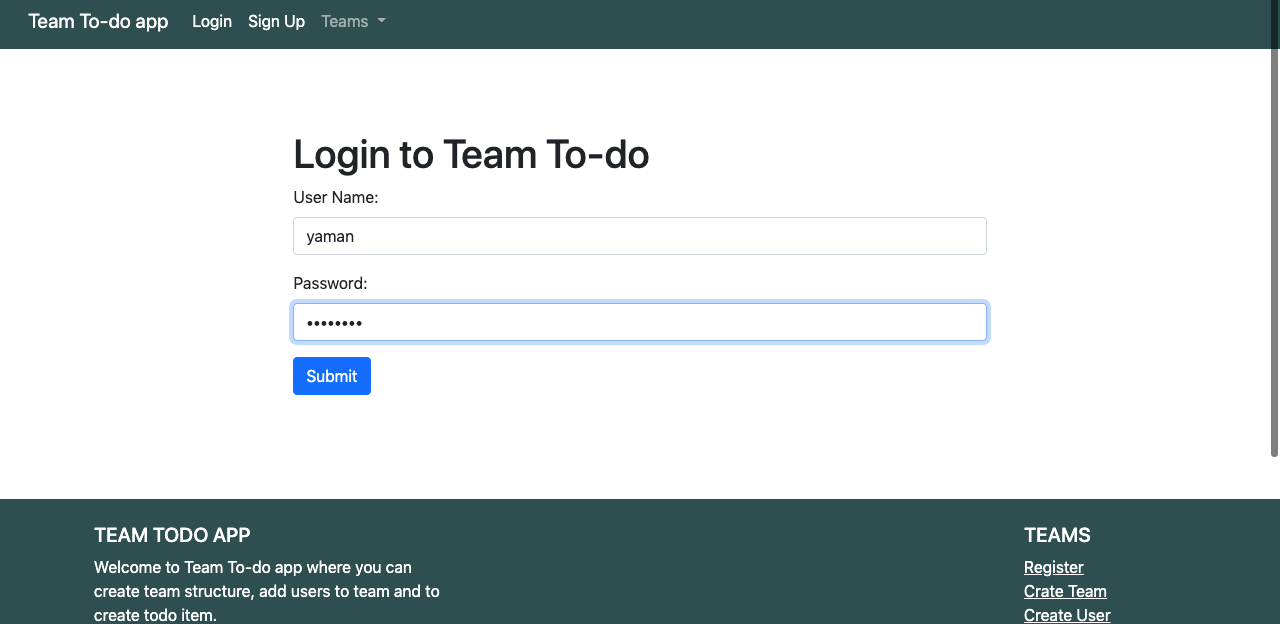 Team To-do app Login Sign Up Teams
Login to Team To-do
User Name:
yaman
Password:
••••••••
Submit
TEAM TODO APP
Welcome to Team To-do app where you can
create team structure, add users to team and to
create todo item.
TEAMS
Register
Crate Team
Create User